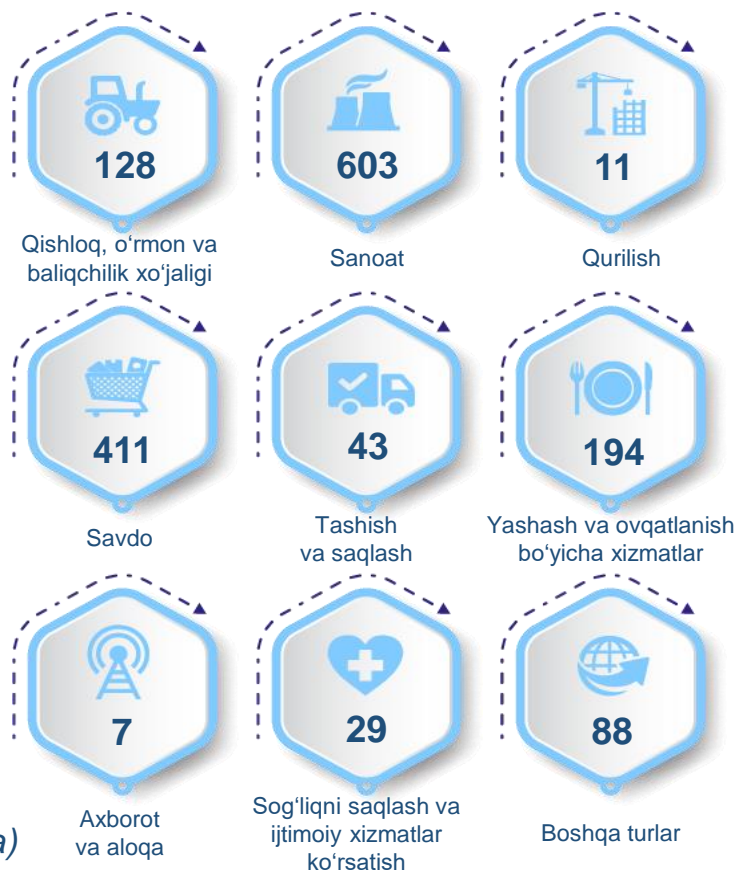 128
Qishloq, o‘rmon va
baliqchilik xo‘jaligi
603
Sanoat
11
Qurilish
411
Savdo
43
Tashish
va saqlash
194
Yashash va ovqatlanish
bo‘yicha xizmatlar
7
Axborot
va aloqa
29
Sog‘liqni saqlash va
ijtimoiy xizmatlar
ko‘rsatish
88
Boshqa turlar
a)